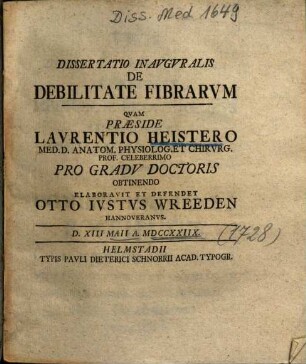 Diss. Med 1649
DISSERTATIO INAVGVRALIS
DE
DEBILITATE FIBRARVM
QVAM
PRÆSIDE
LAVRENTIO HEISTERO
MED. D. ANATOM. PHYSIOLOG. ET CHIRVRG.
PROF. CELEBERRIMO
PRO GRADV DOCTORIS
OBTINENDO
ELABORAVIT ET DEFENDET
OTTO IVSTVS WREEDEN
HANNOVERANVS.
D. XIII MAII A. MDCCXXIIX.
(1728)
HELMSTADII
TYPIS PAVLI DIETERICI SCHNORRII ACAD. TYPOGR.